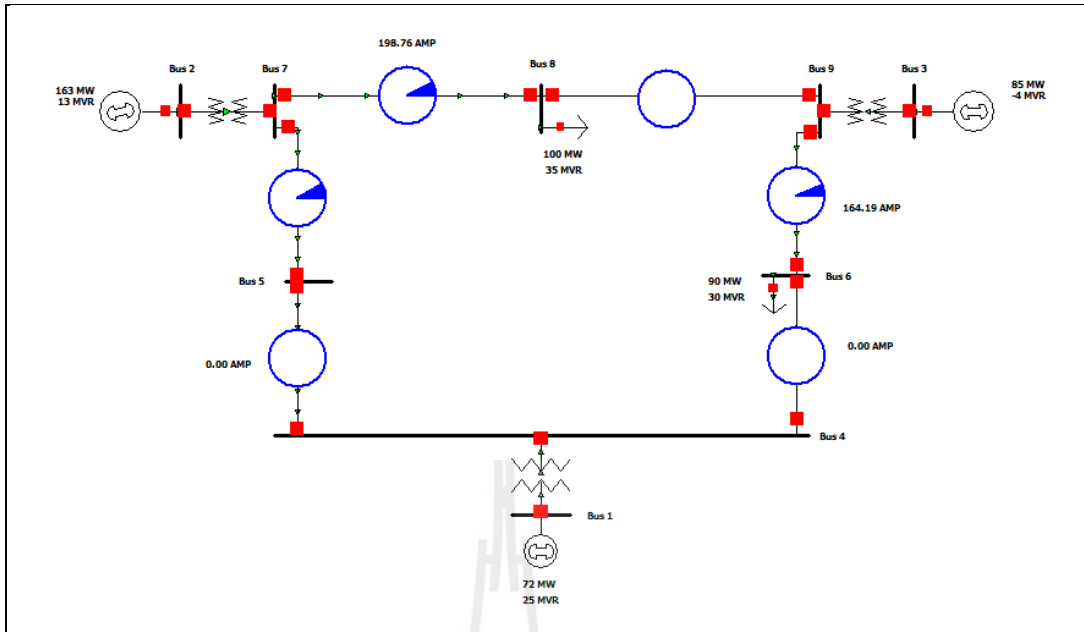 198.76 AMP
Bus 2
Bus 7
Bus 8
Bus 9
Bus 3
163 MW
13 MVR
85 MW
-4 MVR
100 MW
35 MVR
164.19 AMP
Bus 5
90 MW
30 MVR
Bus 6
0.00 AMP
0.00 AMP
Bus 4
Bus 1
72 MW
25 MVR